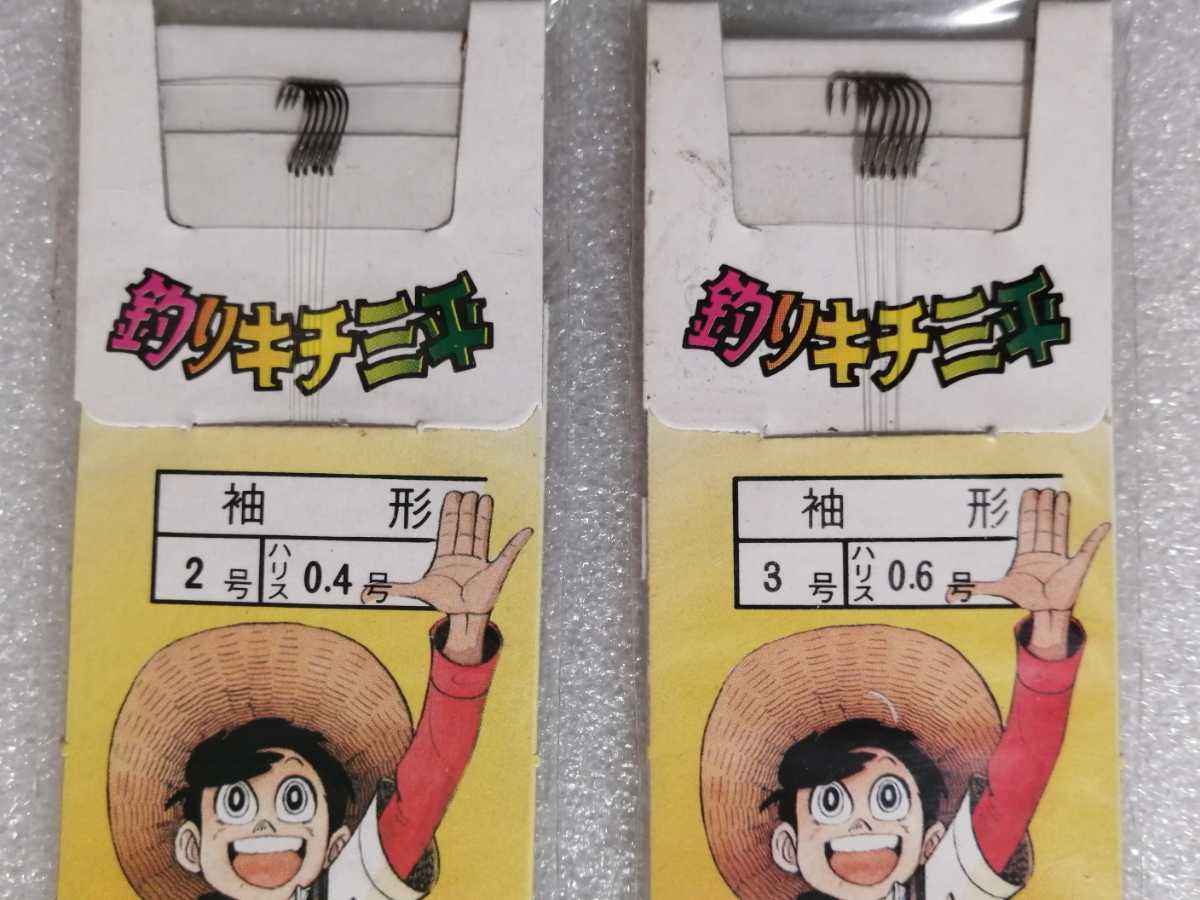 釣りキチ三平
袖形
2号 ハリス 0.4号
釣りキチ三平
袖形
3号 ハリス 0.6号